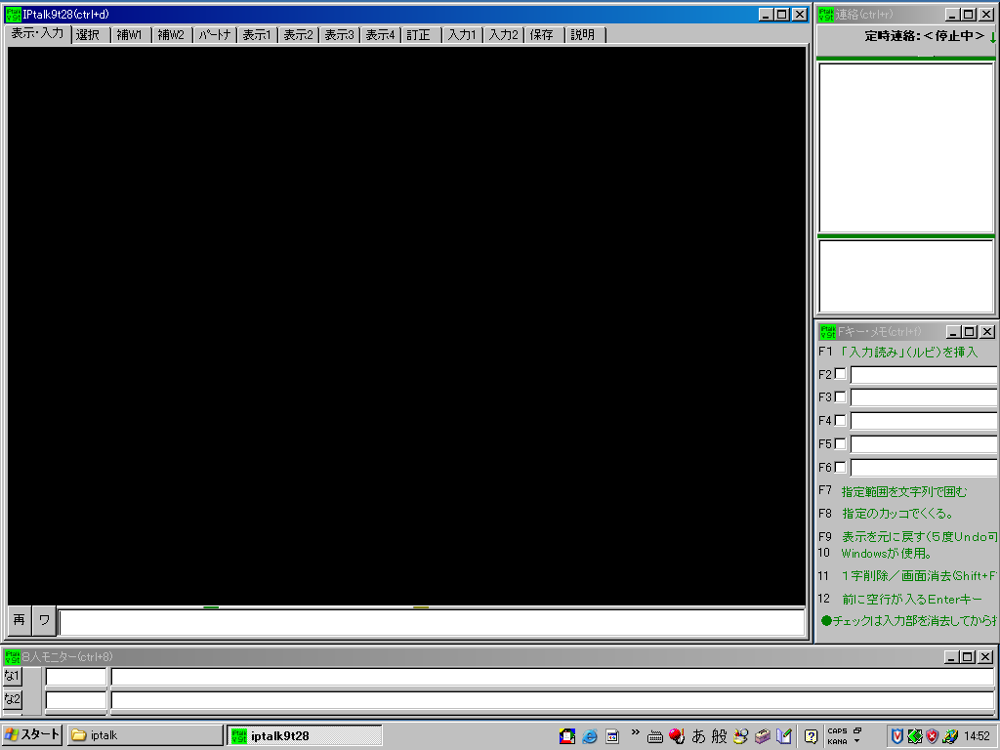 IPtalk9t28(ctrl+d)
表示・入力 選択 補W1 補W2 パートナ 表示1 表示2 表示3 表示4 訂正 入力1 入力2 保存 説明
再 ワ
連絡(ctrl+r)
定時連絡:<停止中>↓
Fキー・メモ(ctrl+f)
F1 「入力読み」(ルビ)を挿入
F2
F3
F4
F5
F6
F7 指定範囲を文字列で囲む
F8 指定のカッコでくくる。
F9 表示を元に戻す(5度Undo可
10 Windowsが使用。
11 1字削除/画面消去(Shift+F
12 前に空行が入るEnterキー
●チェックは入力部を消去してから
8人モニター(ctrl+8)
な1
な2
スタート iptalk iptalk9t28 » あ 般 CAPS KANA 14:52